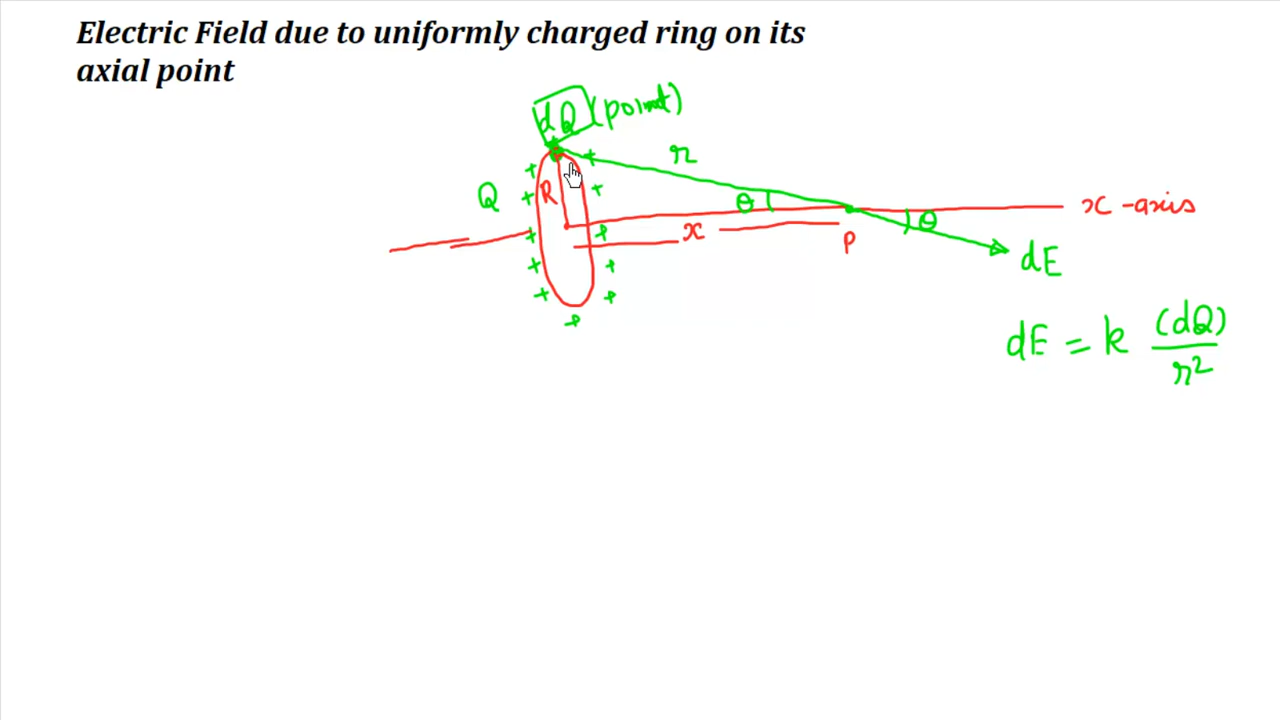 Electric Field due to uniformly charged ring on its
axial point
dQ (point)
r
Q
R
θ
x
P
θ
x -axis
dE
dE = k (dQ)/r²